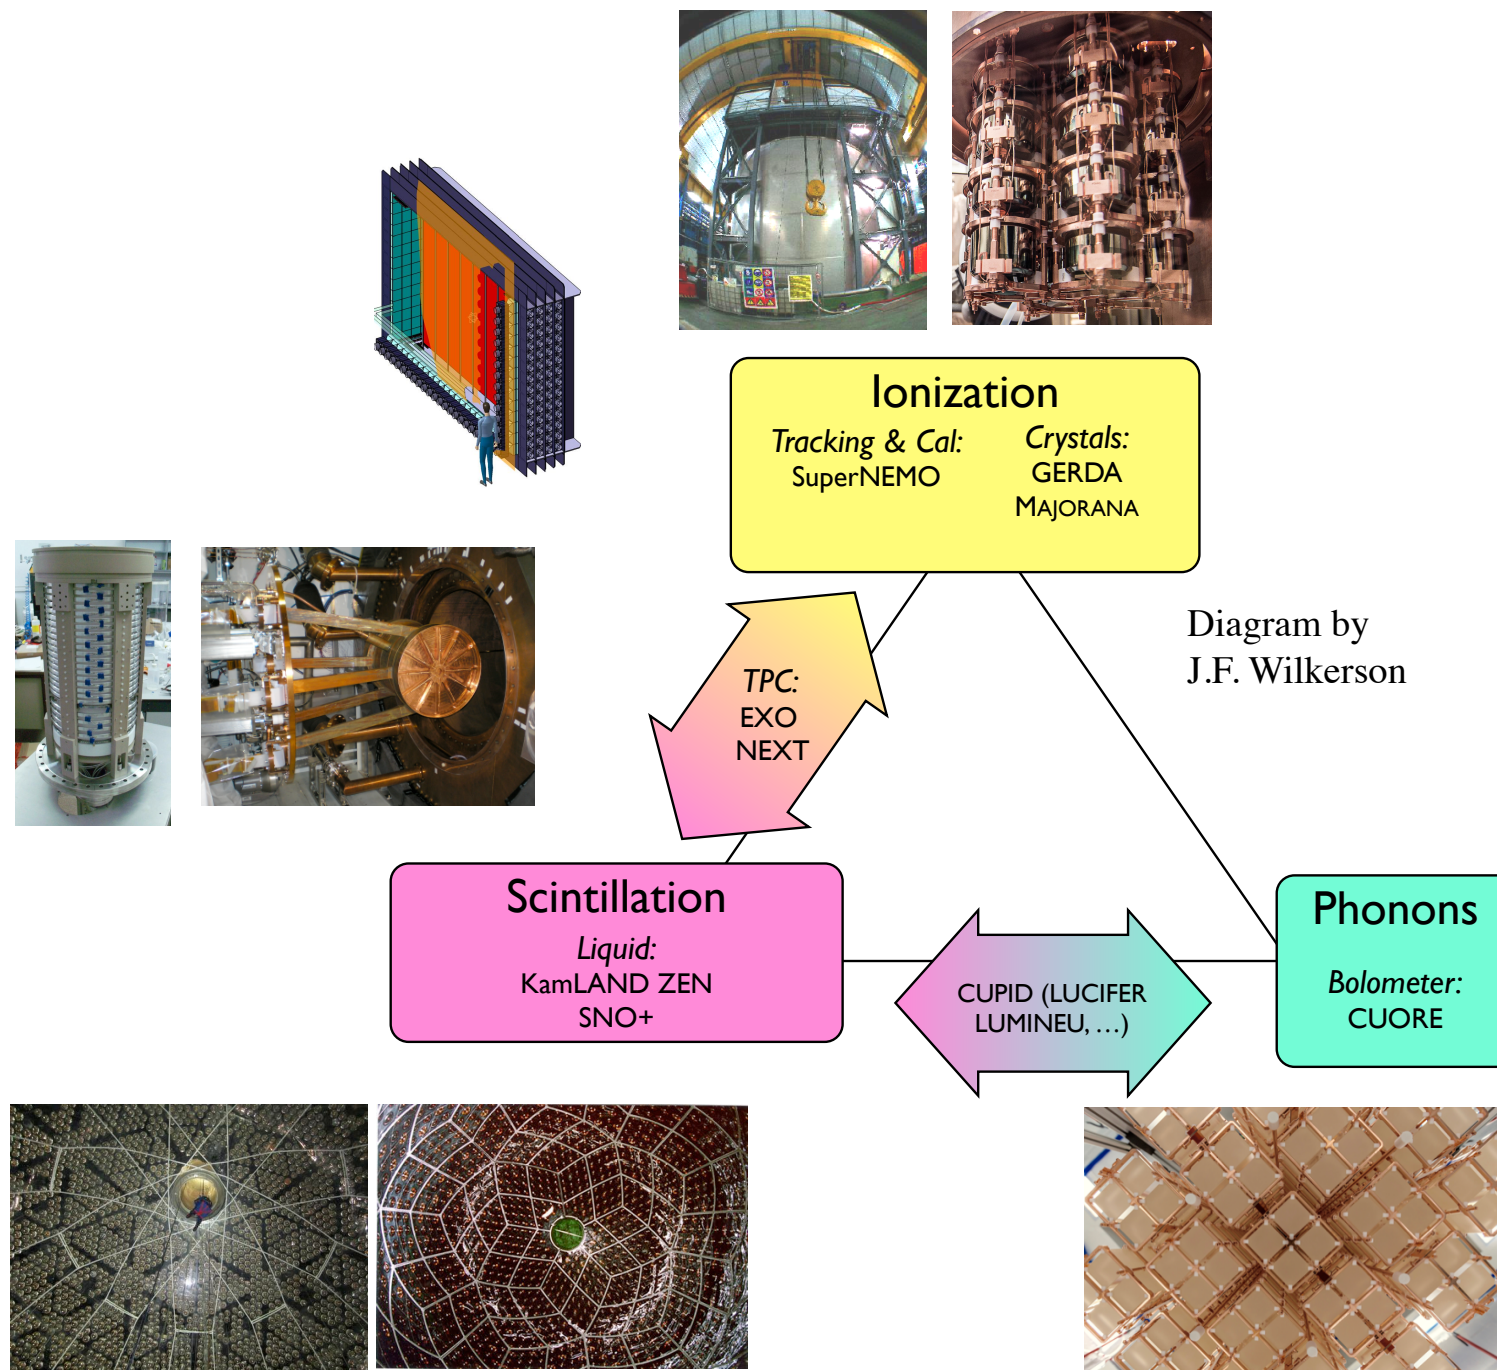 Ionization
Tracking & Cal:
SuperNEMO
Crystals:
GERDA
MAJORANA
Diagram by
J.F. Wilkerson
TPC:
EXO
NEXT
Scintillation
Liquid:
KamLAND ZEN
SNO+
CUPID (LUCIFER
LUMINEU, …)
Phonons
Bolometer:
CUORE